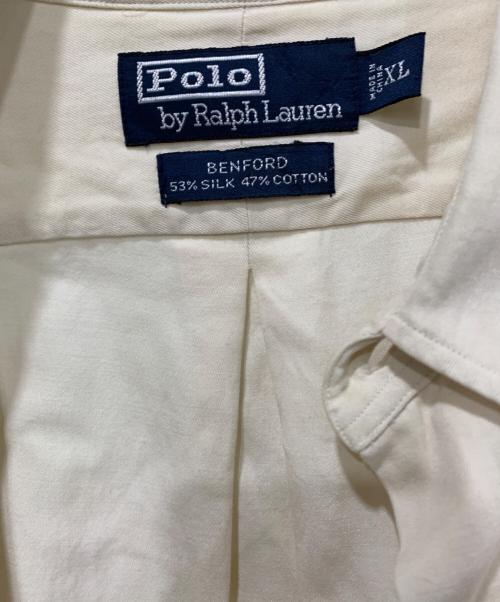 Polo
by Ralph Lauren
MADE IN
CHINA
XL
BENFORD
53% SILK 47% COTTON